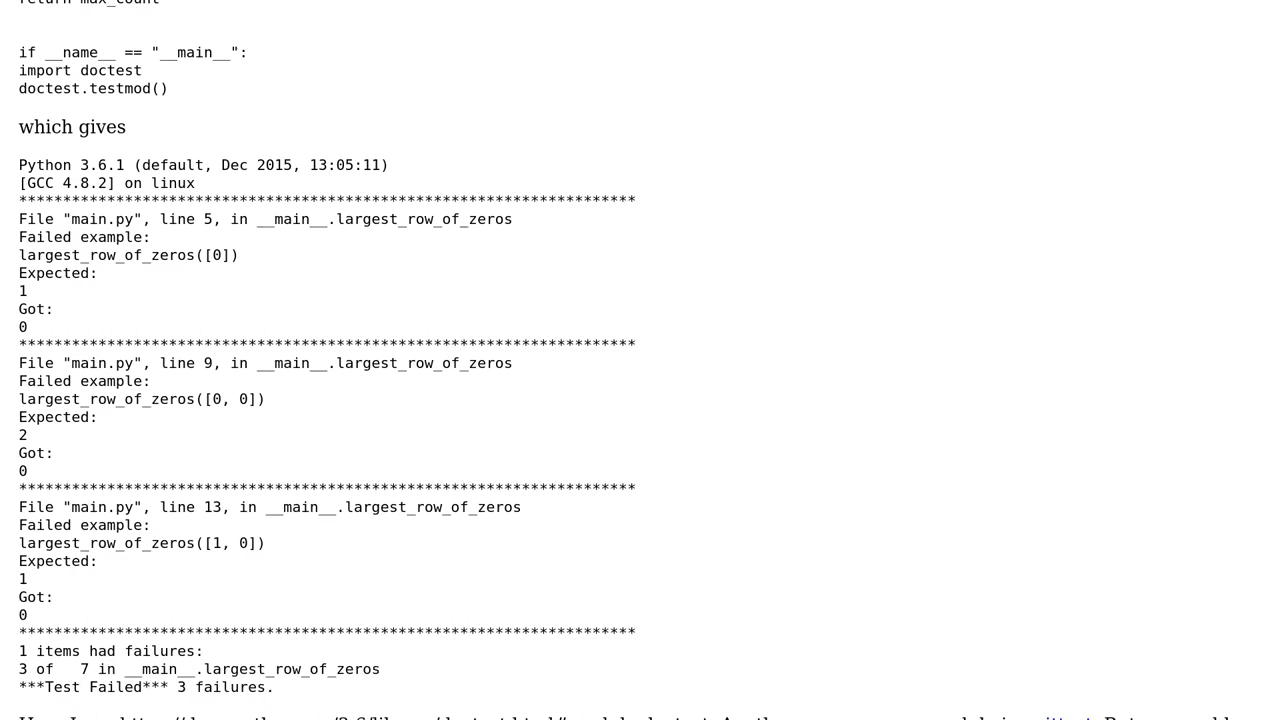 return max_count
if __name__ == "__main__":
import doctest
doctest.testmod()
which gives
Python 3.6.1 (default, Dec 2015, 13:05:11)
[GCC 4.8.2] on linux
**********************************************************************
File "main.py", line 5, in __main__.largest_row_of_zeros
Failed example:
largest_row_of_zeros([0])
Expected:
1
Got:
0
**********************************************************************
File "main.py", line 9, in __main__.largest_row_of_zeros
Failed example:
largest_row_of_zeros([0, 0])
Expected:
2
Got:
0
**********************************************************************
File "main.py", line 13, in __main__.largest_row_of_zeros
Failed example:
largest_row_of_zeros([1, 0])
Expected:
1
Got:
0
**********************************************************************
1 items had failures:
3 of   7 in __main__.largest_row_of_zeros
***Test Failed*** 3 failures.